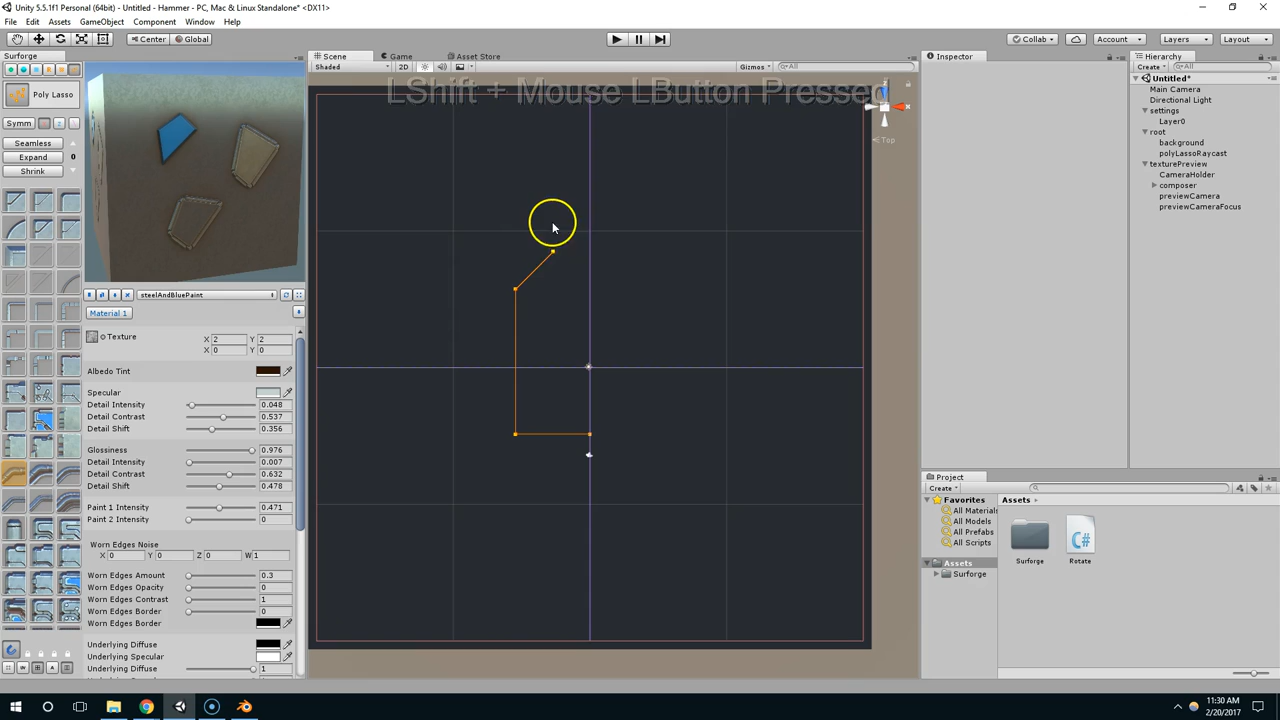 Unity 5.5.1f1 Personal (64bit) - Untitled - Hammer - PC, Mac & Linux Standalone* <DX11>
File Edit Assets GameObject Component Window Help
Center Global Collab Account Layers Layout
Surforge Scene Game Asset Store Inspector Hierarchy
Shaded 2D Gizmos All Create All
LShift + Mouse LButton Pressed
Poly Lasso
Symm
Seamless
Expand 0
Shrink
Top
Untitled*
Main Camera
Directional Light
settings
Layer0
root
background
polyLassoRaycast
texturePreview
CameraHolder
composer
previewCamera
previewCameraFocus
steelAndBluePaint
Material 1
Texture X 2 Y 2
X 0 Y 0
Albedo Tint
Specular
Detail Intensity 0.048
Detail Contrast 0.537
Detail Shift 0.356
Glossiness 0.976
Detail Intensity 0.007
Detail Contrast 0.632
Detail Shift 0.478
Paint 1 Intensity 0.471
Paint 2 Intensity 0
Worn Edges Noise
X 0 Y 0 Z 0 W 1
Worn Edges Amount 0.3
Worn Edges Opacity 0
Worn Edges Contrast 1
Worn Edges Border 0
Worn Edges Border
Underlying Diffuse
Underlying Specular
Underlying Diffuse 1
Project
Create
Favorites
All Materials
All Models
All Prefabs
All Scripts
Assets
Surforge
Assets
Surforge Rotate
C#
11:30 AM
2/20/2017